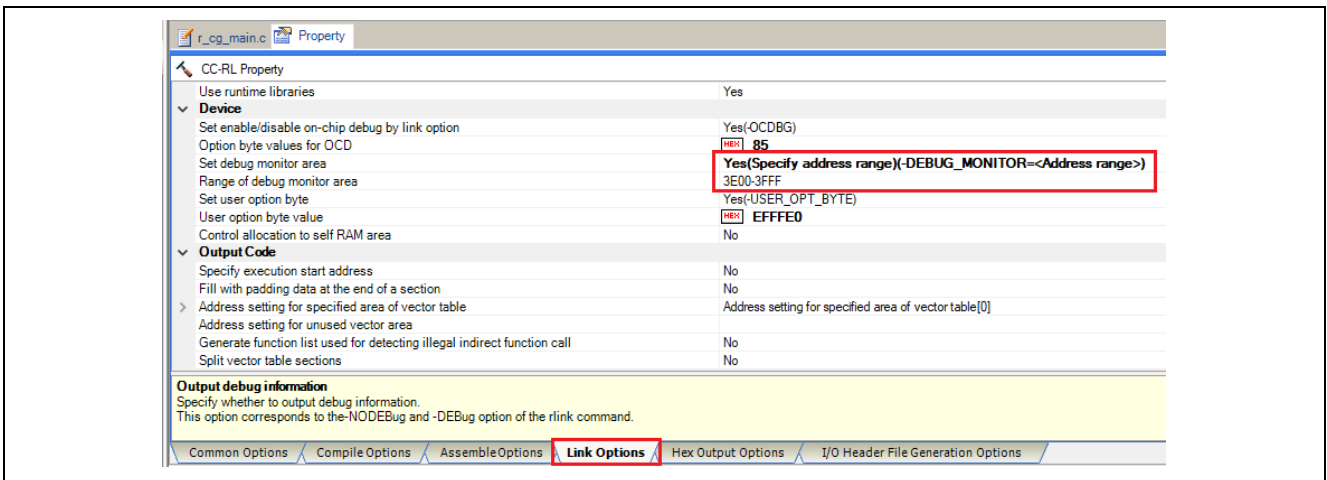 r_cg_main.c Property
CC-RL Property
Use runtime libraries Yes
Device
Set enable/disable on-chip debug by link option Yes(-OCDBG)
Option byte values for OCD HEX 85
Set debug monitor area Yes(Specify address range)(-DEBUG_MONITOR=<Address range>)
Range of debug monitor area 3E00-3FFF
Set user option byte Yes(-USER_OPT_BYTE)
User option byte value HEX EFFFE0
Control allocation to self RAM area No
Output Code
Specify execution start address No
Fill with padding data at the end of a section No
Address setting for specified area of vector table Address setting for specified area of vector table[0]
Address setting for unused vector area
Generate function list used for detecting illegal indirect function call No
Split vector table sections No
Output debug information
Specify whether to output debug information.
This option corresponds to the-NODEBug and -DEBug option of the rlink command.
Common Options Compile Options Assemble Options Link Options Hex Output Options I/O Header File Generation Options